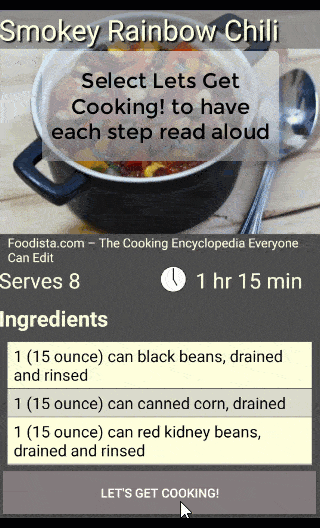 Smokey Rainbow Chili
Select Lets Get
Cooking! to have
each step read aloud
Foodista.com – The Cooking Encyclopedia Everyone
Can Edit
Serves 8
1 hr 15 min
Ingredients
1 (15 ounce) can black beans, drained
and rinsed
1 (15 ounce) can canned corn, drained
1 (15 ounce) can red kidney beans,
drained and rinsed
LET'S GET COOKING!